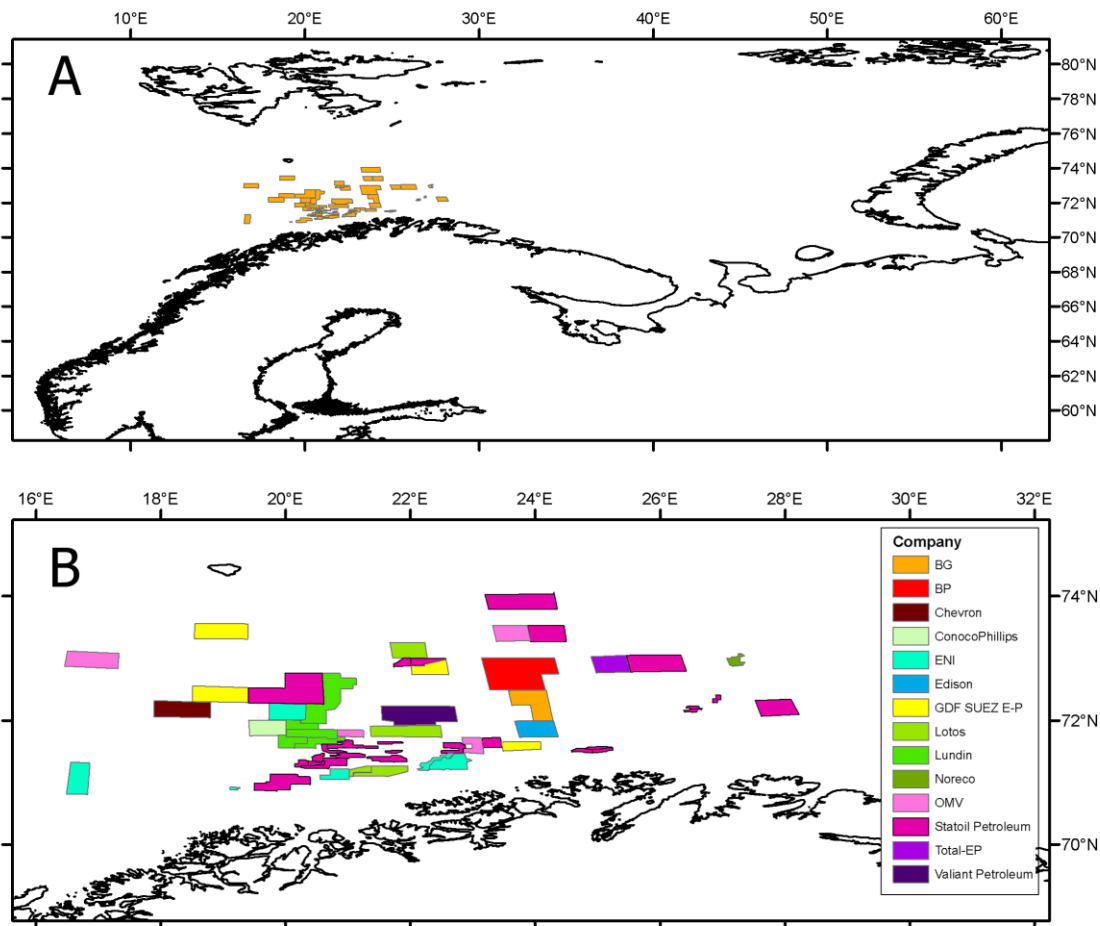 10°E 20°E 30°E 40°E 50°E 60°E
A
80°N
78°N
76°N
74°N
72°N
70°N
68°N
66°N
64°N
62°N
60°N
16°E 18°E 20°E 22°E 24°E 26°E 28°E 30°E 32°E
B
Company
BG
BP
Chevron
ConocoPhillips
ENI
Edison
GDF SUEZ E-P
Lotos
Lundin
Noreco
OMV
Statoil Petroleum
Total-EP
Valiant Petroleum
74°N
72°N
70°N